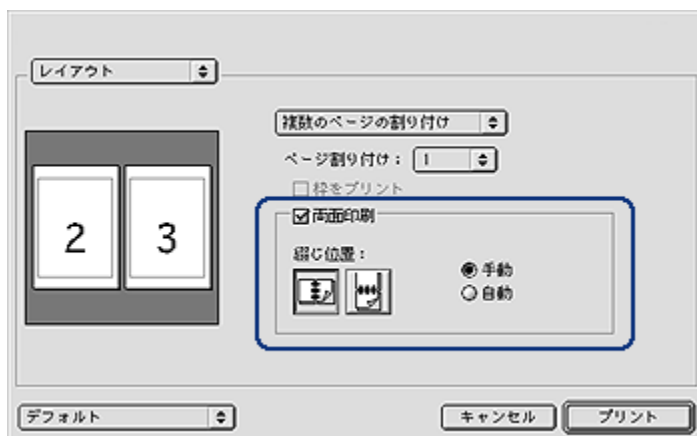 レイアウト
複数のページの割り付け
ページ割り付け： 1
枠をプリント
両面印刷
綴じ位置：
手動
自動
2 3
デフォルト
キャンセル
プリント